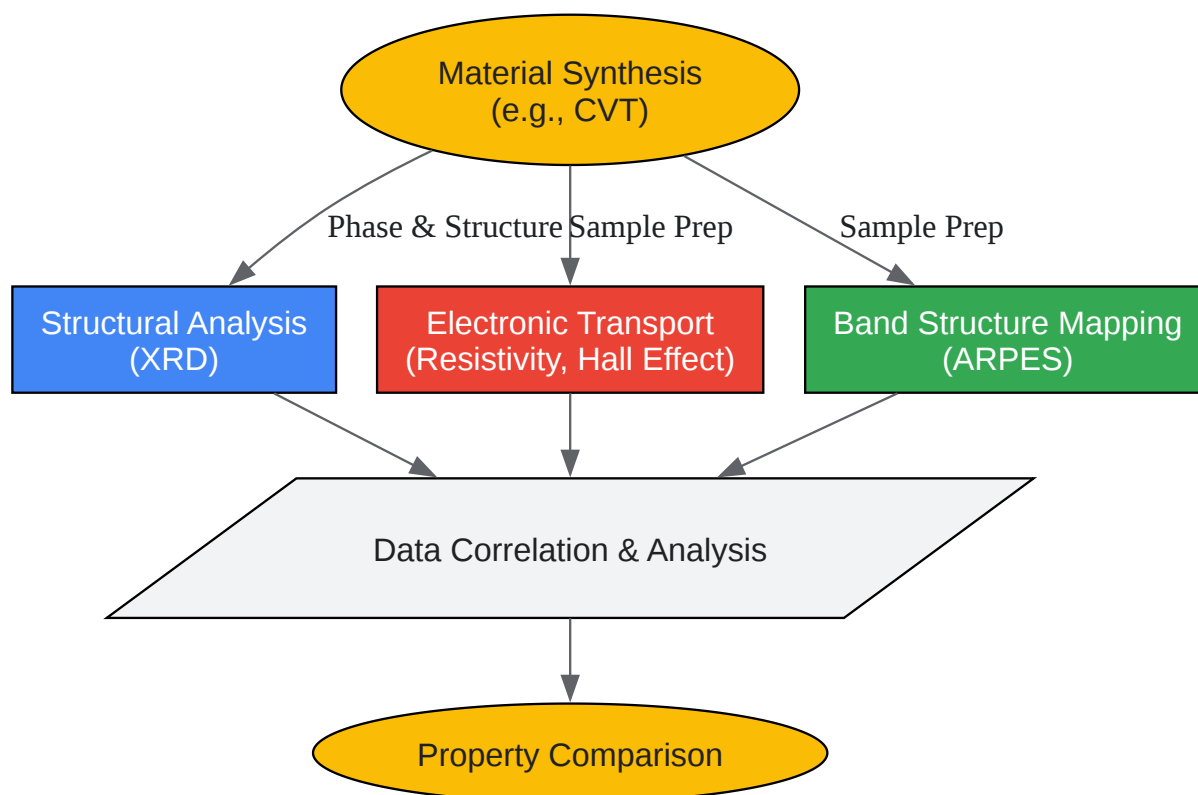 Material Synthesis
(e.g., CVT)
Phase & Structure
Sample Prep
Sample Prep
Structural Analysis
(XRD)
Electronic Transport
(Resistivity, Hall Effect)
Band Structure Mapping
(ARPES)
Data Correlation & Analysis
Property Comparison